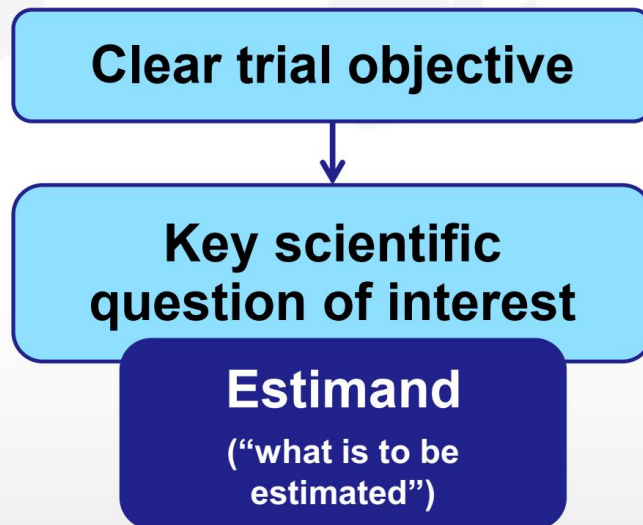 Clear trial objective
Key scientific
question of interest
Estimand
(“what is to be
estimated”)